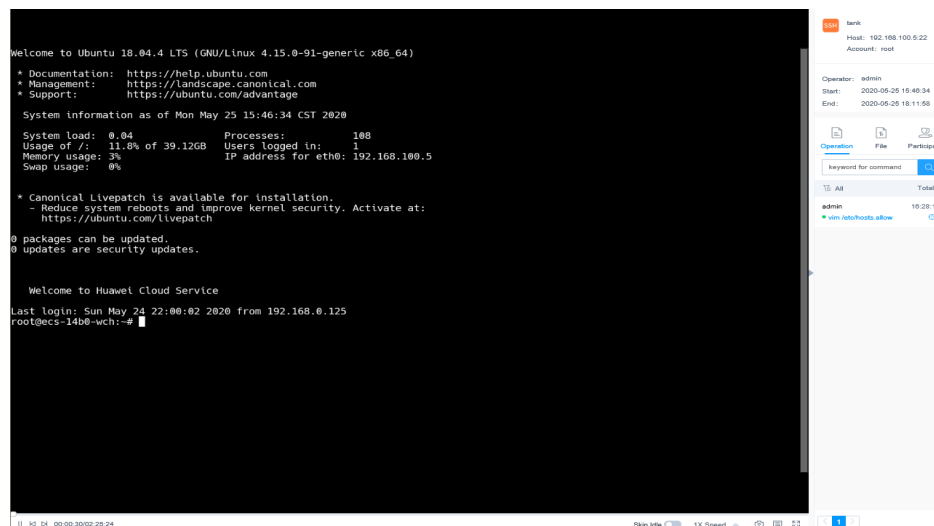 Welcome to Ubuntu 18.04.4 LTS (GNU/Linux 4.15.0-91-generic x86_64)
* Documentation:  https://help.ubuntu.com
* Management:     https://landscape.canonical.com
* Support:        https://ubuntu.com/advantage
System information as of Mon May 25 15:46:34 CST 2020
System load:  0.04               Processes:           108
Usage of /:   11.8% of 39.12GB   Users logged in:     1
Memory usage: 3%                 IP address for eth0: 192.168.100.5
Swap usage:   0%
* Canonical Livepatch is available for installation.
- Reduce system reboots and improve kernel security. Activate at:
https://ubuntu.com/livepatch
0 packages can be updated.
0 updates are security updates.
Welcome to Huawei Cloud Service
Last login: Sun May 24 22:00:02 2020 from 192.168.0.125
root@ecs-14b0-wch:~#
00:00:30/02:25:24
Skip Idle
1X Speed
SSH
tank
Host: 192.168.100.5:22
Account: root
Operator: admin
Start: 2020-05-25 15:46:34
End: 2020-05-25 18:11:58
Operation File Particip
keyword for command
All Total
admin 16:28:
vim /etc/hosts.allow
1